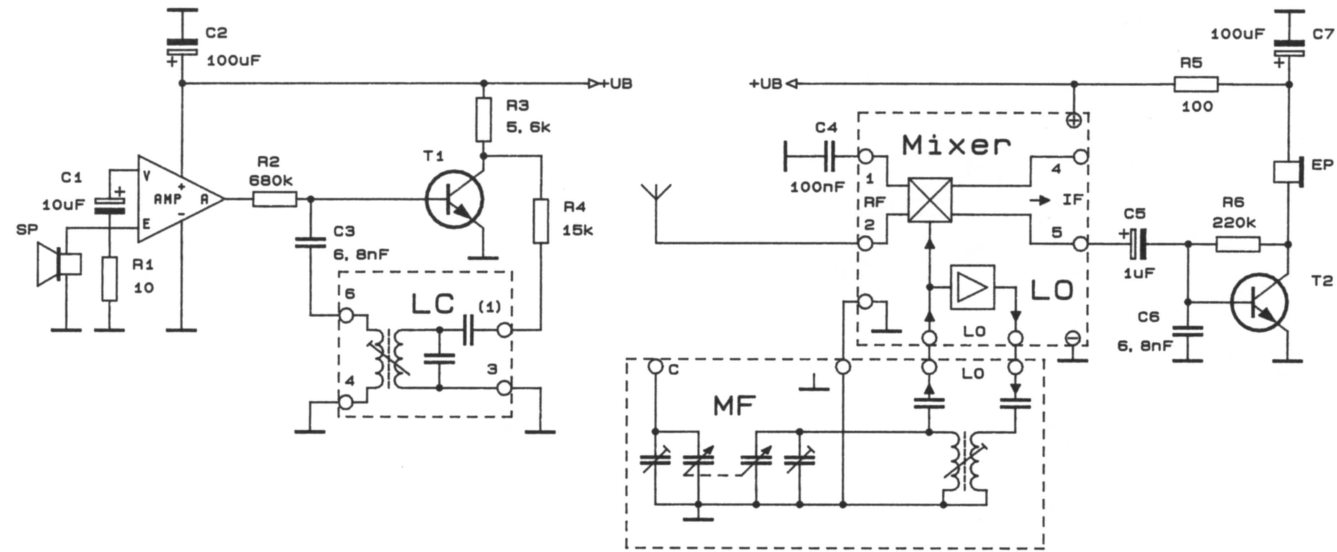 C2
100uF
+
+UB
R3
5,6k
T1
R2
680k
C1
10uF
+
V
+
AMP
A
-
E
SP
R1
10
C3
6,8nF
R4
15k
LC
(1)
6
4
3
C7
100uF
+
+UB
R5
100
C4
100nF
Mixer
1
RF
2
4
→ IF
5
LO
LO
LO
⊕
⊖
EP
R6
220k
C5
+
1uF
T2
C6
6,8nF
C
MF